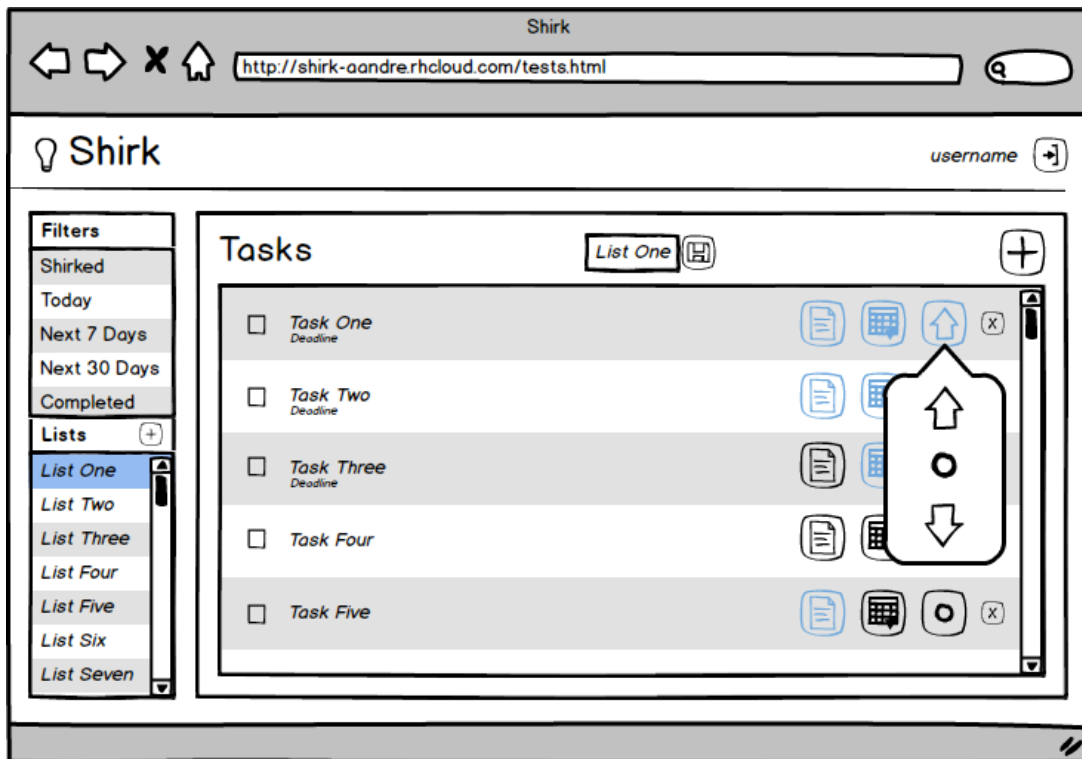 Shirk
http://shirk-aandre.rhcloud.com/tests.html
Shirk
username
Filters
Shirked
Today
Next 7 Days
Next 30 Days
Completed
Lists
List One
List Two
List Three
List Four
List Five
List Six
List Seven
Tasks
List One
Task One
Deadline
X
Task Two
Deadline
Task Three
Deadline
Task Four
Task Five
X